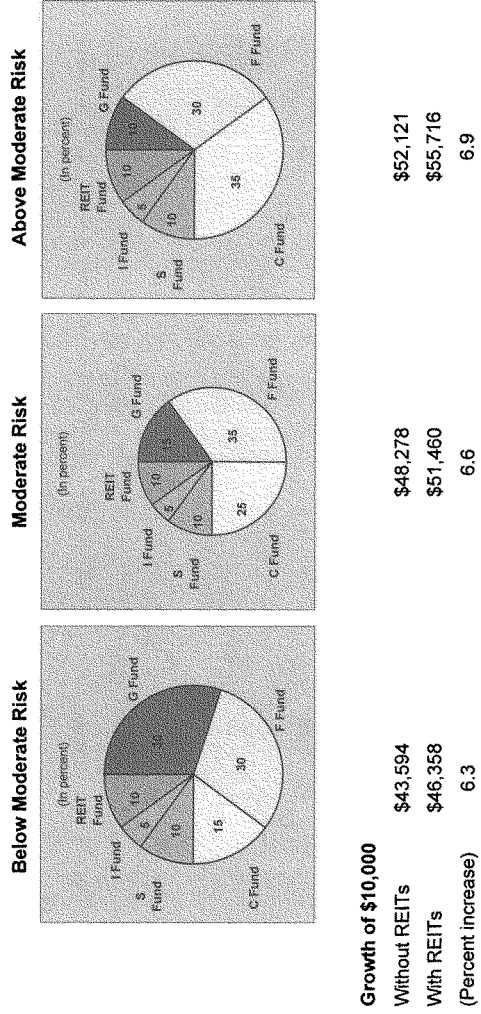 Below Moderate Risk
Moderate Risk
Above Moderate Risk
(In percent)
REIT
Fund
I Fund
S
Fund
C Fund
F Fund
G Fund
10
5
10
15
30
30
(In percent)
REIT
Fund
I Fund
S
Fund
C Fund
F Fund
G Fund
10
5
10
25
35
15
(In percent)
REIT
Fund
I Fund
S
Fund
C Fund
F Fund
G Fund
10
5
10
35
30
10
Growth of $10,000
Without REITs $43,594 $48,278 $52,121
With REITs $46,358 $51,460 $55,716
(Percent increase) 6.3 6.6 6.9